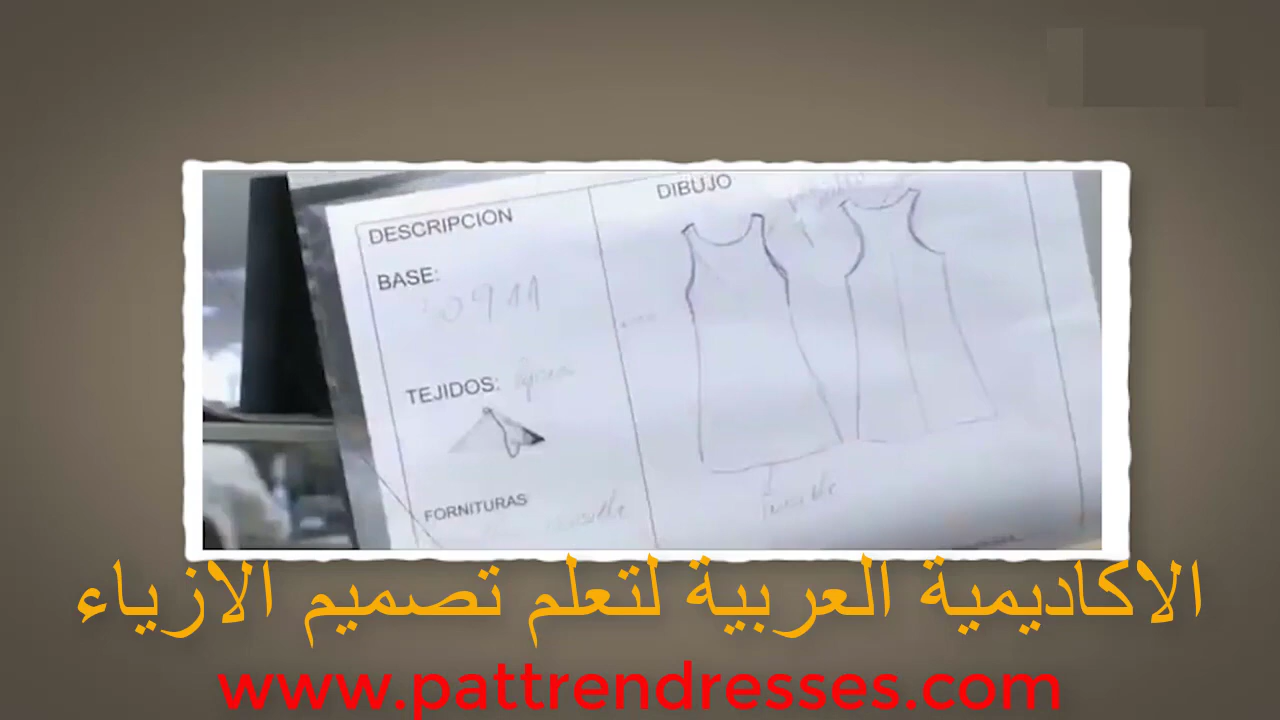 DESCRIPCION
BASE:
TEJIDOS:
FORNITURAS
DIBUJO
الاكاديمية العربية لتعلم تصميم الازياء
www.pattrendresses.com